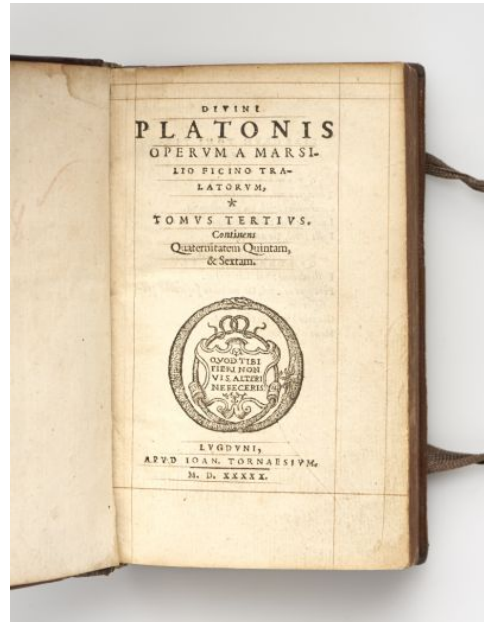 DIVINI
PLATONIS
OPERVM A MARSI-
LIO FICINO TRA-
LATORVM,
*
TOMVS TERTIVS.
Continens
Quaternitatem Quintam,
& Sextam.
QVOD TIBI
FIERI NON
VIS, ALTERI
NE FECERIS
LVGDVNI,
APVD IOAN. TORNAESIVM.
M. D. XXXXX.